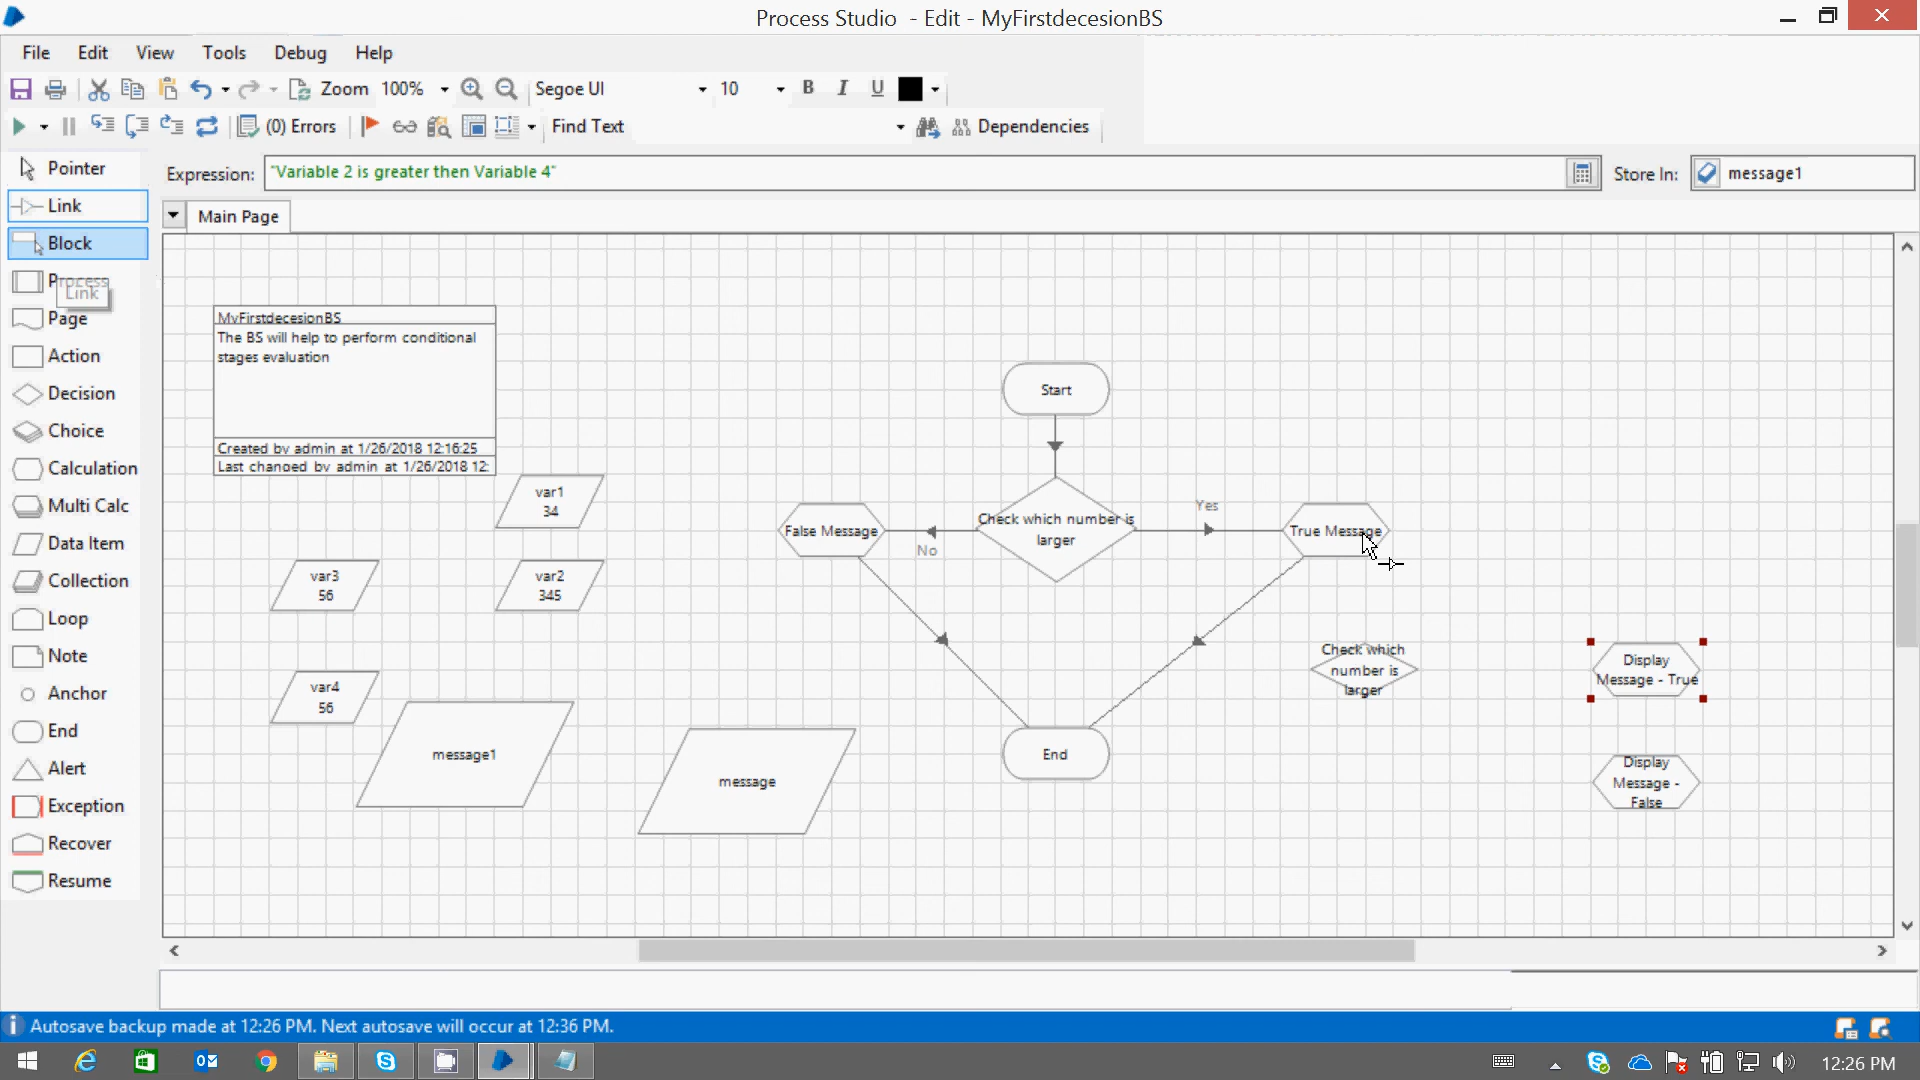 Process Studio  - Edit - MyFirstdecesionBS
File Edit View Tools Debug Help
Zoom 100% Segoe UI 10 B I U
(0) Errors Find Text Dependencies
Expression: "Variable 2 is greater then Variable 4" Store In: message1
Pointer
Link
Block
Process
Link
Page
Action
Decision
Choice
Calculation
Multi Calc
Data Item
Collection
Loop
Note
Anchor
End
Alert
Exception
Recover
Resume
Main Page
MyFirstdecesionBS
The BS will help to perform conditional
stages evaluation
Created by admin at 1/26/2018 12:16:25
Last changed by admin at 1/26/2018 12:
var1
34
var3
56
var2
345
var4
56
message1
message
Start
False Message
No
Check which number is
larger
Yes
True Message
End
Check which
number is
larger
Display
Message - True
Display
Message -
False
Autosave backup made at 12:26 PM. Next autosave will occur at 12:36 PM.
12:26 PM